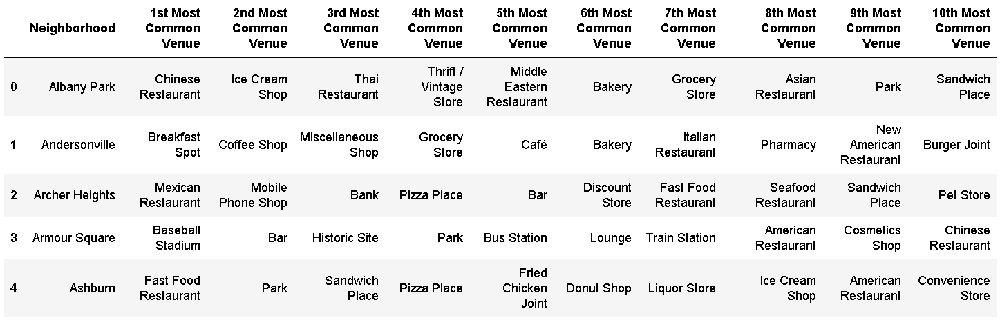 Neighborhood 1st Most Common Venue 2nd Most Common Venue 3rd Most Common Venue 4th Most Common Venue 5th Most Common Venue 6th Most Common Venue 7th Most Common Venue 8th Most Common Venue 9th Most Common Venue 10th Most Common Venue
0 Albany Park Chinese Restaurant Ice Cream Shop Thai Restaurant Thrift / Vintage Store Middle Eastern Restaurant Bakery Grocery Store Asian Restaurant Park Sandwich Place
1 Andersonville Breakfast Spot Coffee Shop Miscellaneous Shop Grocery Store Café Bakery Italian Restaurant Pharmacy New American Restaurant Burger Joint
2 Archer Heights Mexican Restaurant Mobile Phone Shop Bank Pizza Place Bar Discount Store Fast Food Restaurant Seafood Restaurant Sandwich Place Pet Store
3 Armour Square Baseball Stadium Bar Historic Site Park Bus Station Lounge Train Station American Restaurant Cosmetics Shop Chinese Restaurant
4 Ashburn Fast Food Restaurant Park Sandwich Place Pizza Place Fried Chicken Joint Donut Shop Liquor Store Ice Cream Shop American Restaurant Convenience Store